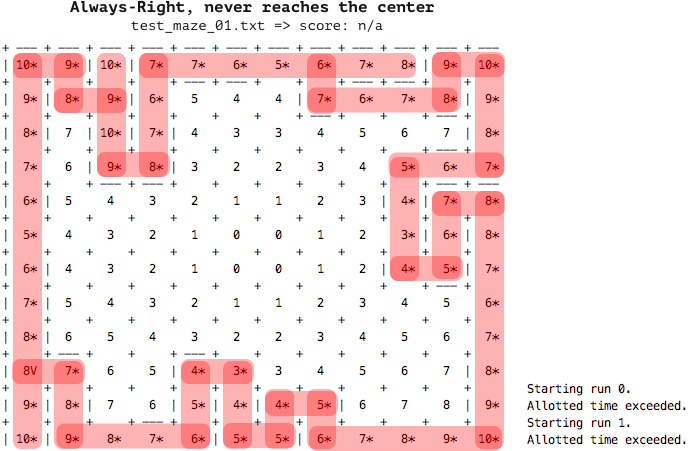 Always-Right, never reaches the center
test_maze_01.txt => score: n/a
+ --- + --- + --- + --- + --- + --- + --- + --- + --- + --- + --- + --- +
| 10* | 9* | 10* | 7* 7* 6* 5* 6* 7* 8* | 9* 10* |
+ + + + + --- + --- + --- + + --- + --- + + +
| 9* | 8* 9* | 6* | 5 4 4 | 7* 6* 7* 8* | 9* |
+ + --- + + + + + + + --- + --- + --- + + +
| 8* | 7 | 10* | 7* | 4 3 3 4 5 6 7 | 8* |
+ + + + + + + + + + + --- + +
| 7* | 6 | 9* 8* | 3 2 2 3 4 | 5* 6* 7* |
+ + + --- + --- + + + + + + + --- + --- +
| 6* | 5 4 3 2 1 1 2 3 | 4* | 7* 8* |
+ + + + + + + + + + + + +
| 5* | 4 3 2 1 0 0 1 2 | 3* | 6* | 8* |
+ + + + + + + + + + + + +
| 6* | 4 3 2 1 0 0 1 2 | 4* 5* | 7* |
+ + + + + + + + + + + --- + +
| 7* | 5 4 3 2 1 1 2 3 4 5 | 6* |
+ + + + + + + + + + + + +
| 8* | 6 5 4 3 2 2 3 4 5 6 | 7* |
+ + --- + + + --- + --- + + + + + + +
| 8V 7* | 6 5 | 4* 3* | 3 4 5 6 7 | 8* |
+ + + + + + + --- + --- + + + + +
| 9* | 8* | 7 6 | 5* | 4* | 4* 5* | 6 7 8 | 9* |
+ + + --- + --- + + + + + --- + --- + --- + +
| 10* | 9* 8* 7* 6* | 5* 5* | 6* 7* 8* 9* 10* |
Starting run 0.
Allotted time exceeded.
Starting run 1.
Allotted time exceeded.